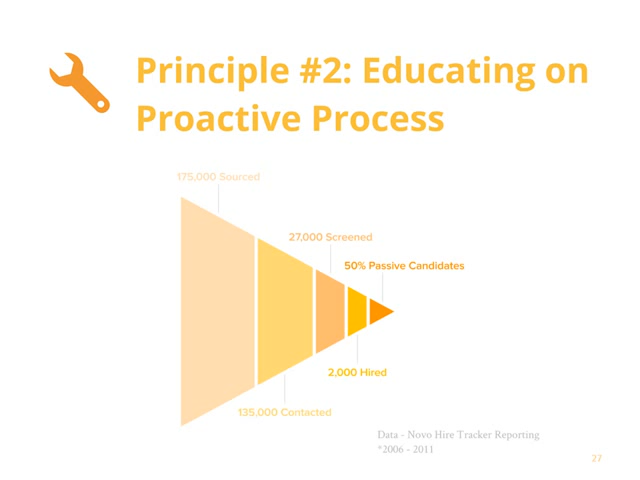 Principle #2: Educating on
Proactive Process
175,000 Sourced
27,000 Screened
50% Passive Candidates
2,000 Hired
135,000 Contacted
Data - Novo Hire Tracker Reporting
*2006 - 2011
27